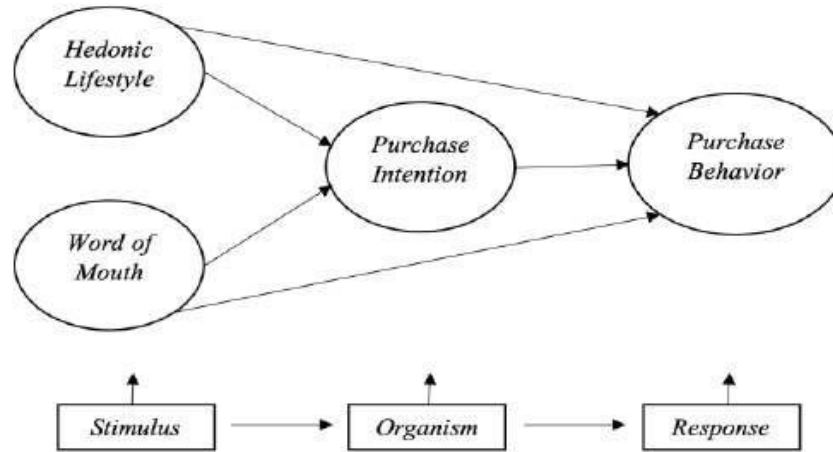 Hedonic
Lifestyle
Purchase
Intention
Purchase
Behavior
Word of
Mouth
Stimulus
Organism
Response